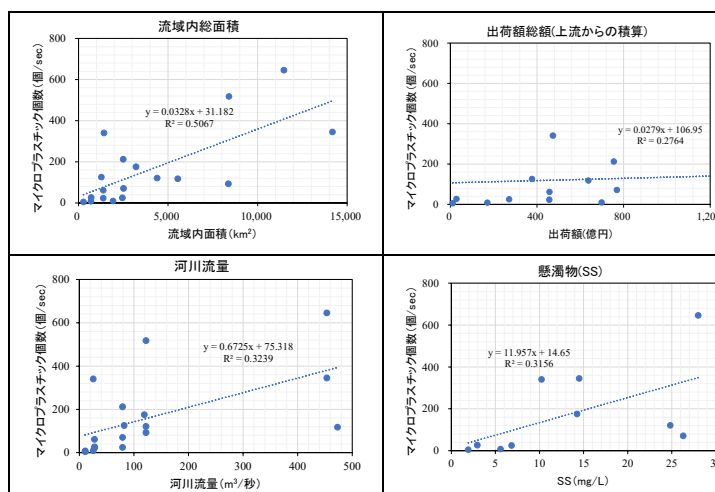 流域内総面積
マイクロプラスチック個数(個/sec)
800
600
400
200
0
y = 0.0328x + 31.182
R² = 0.5067
0
5,000
10,000
15,000
流域内面積(km²)
出荷額総額(上流からの積算)
マイクロプラスチック個数(個/sec)
800
600
400
200
0
y = 0.0279x + 106.95
R² = 0.2764
0
400
800
1,20
出荷額(億円)
河川流量
マイクロプラスチック個数(個/sec)
800
600
400
200
0
y = 0.6725x + 75.318
R² = 0.3239
0
100
200
300
400
500
河川流量(m³/秒)
懸濁物(SS)
マイクロプラスチック個数(個/sec)
800
600
400
200
0
y = 11.957x + 14.65
R² = 0.3156
0
5
10
15
20
25
30
SS(mg/L)